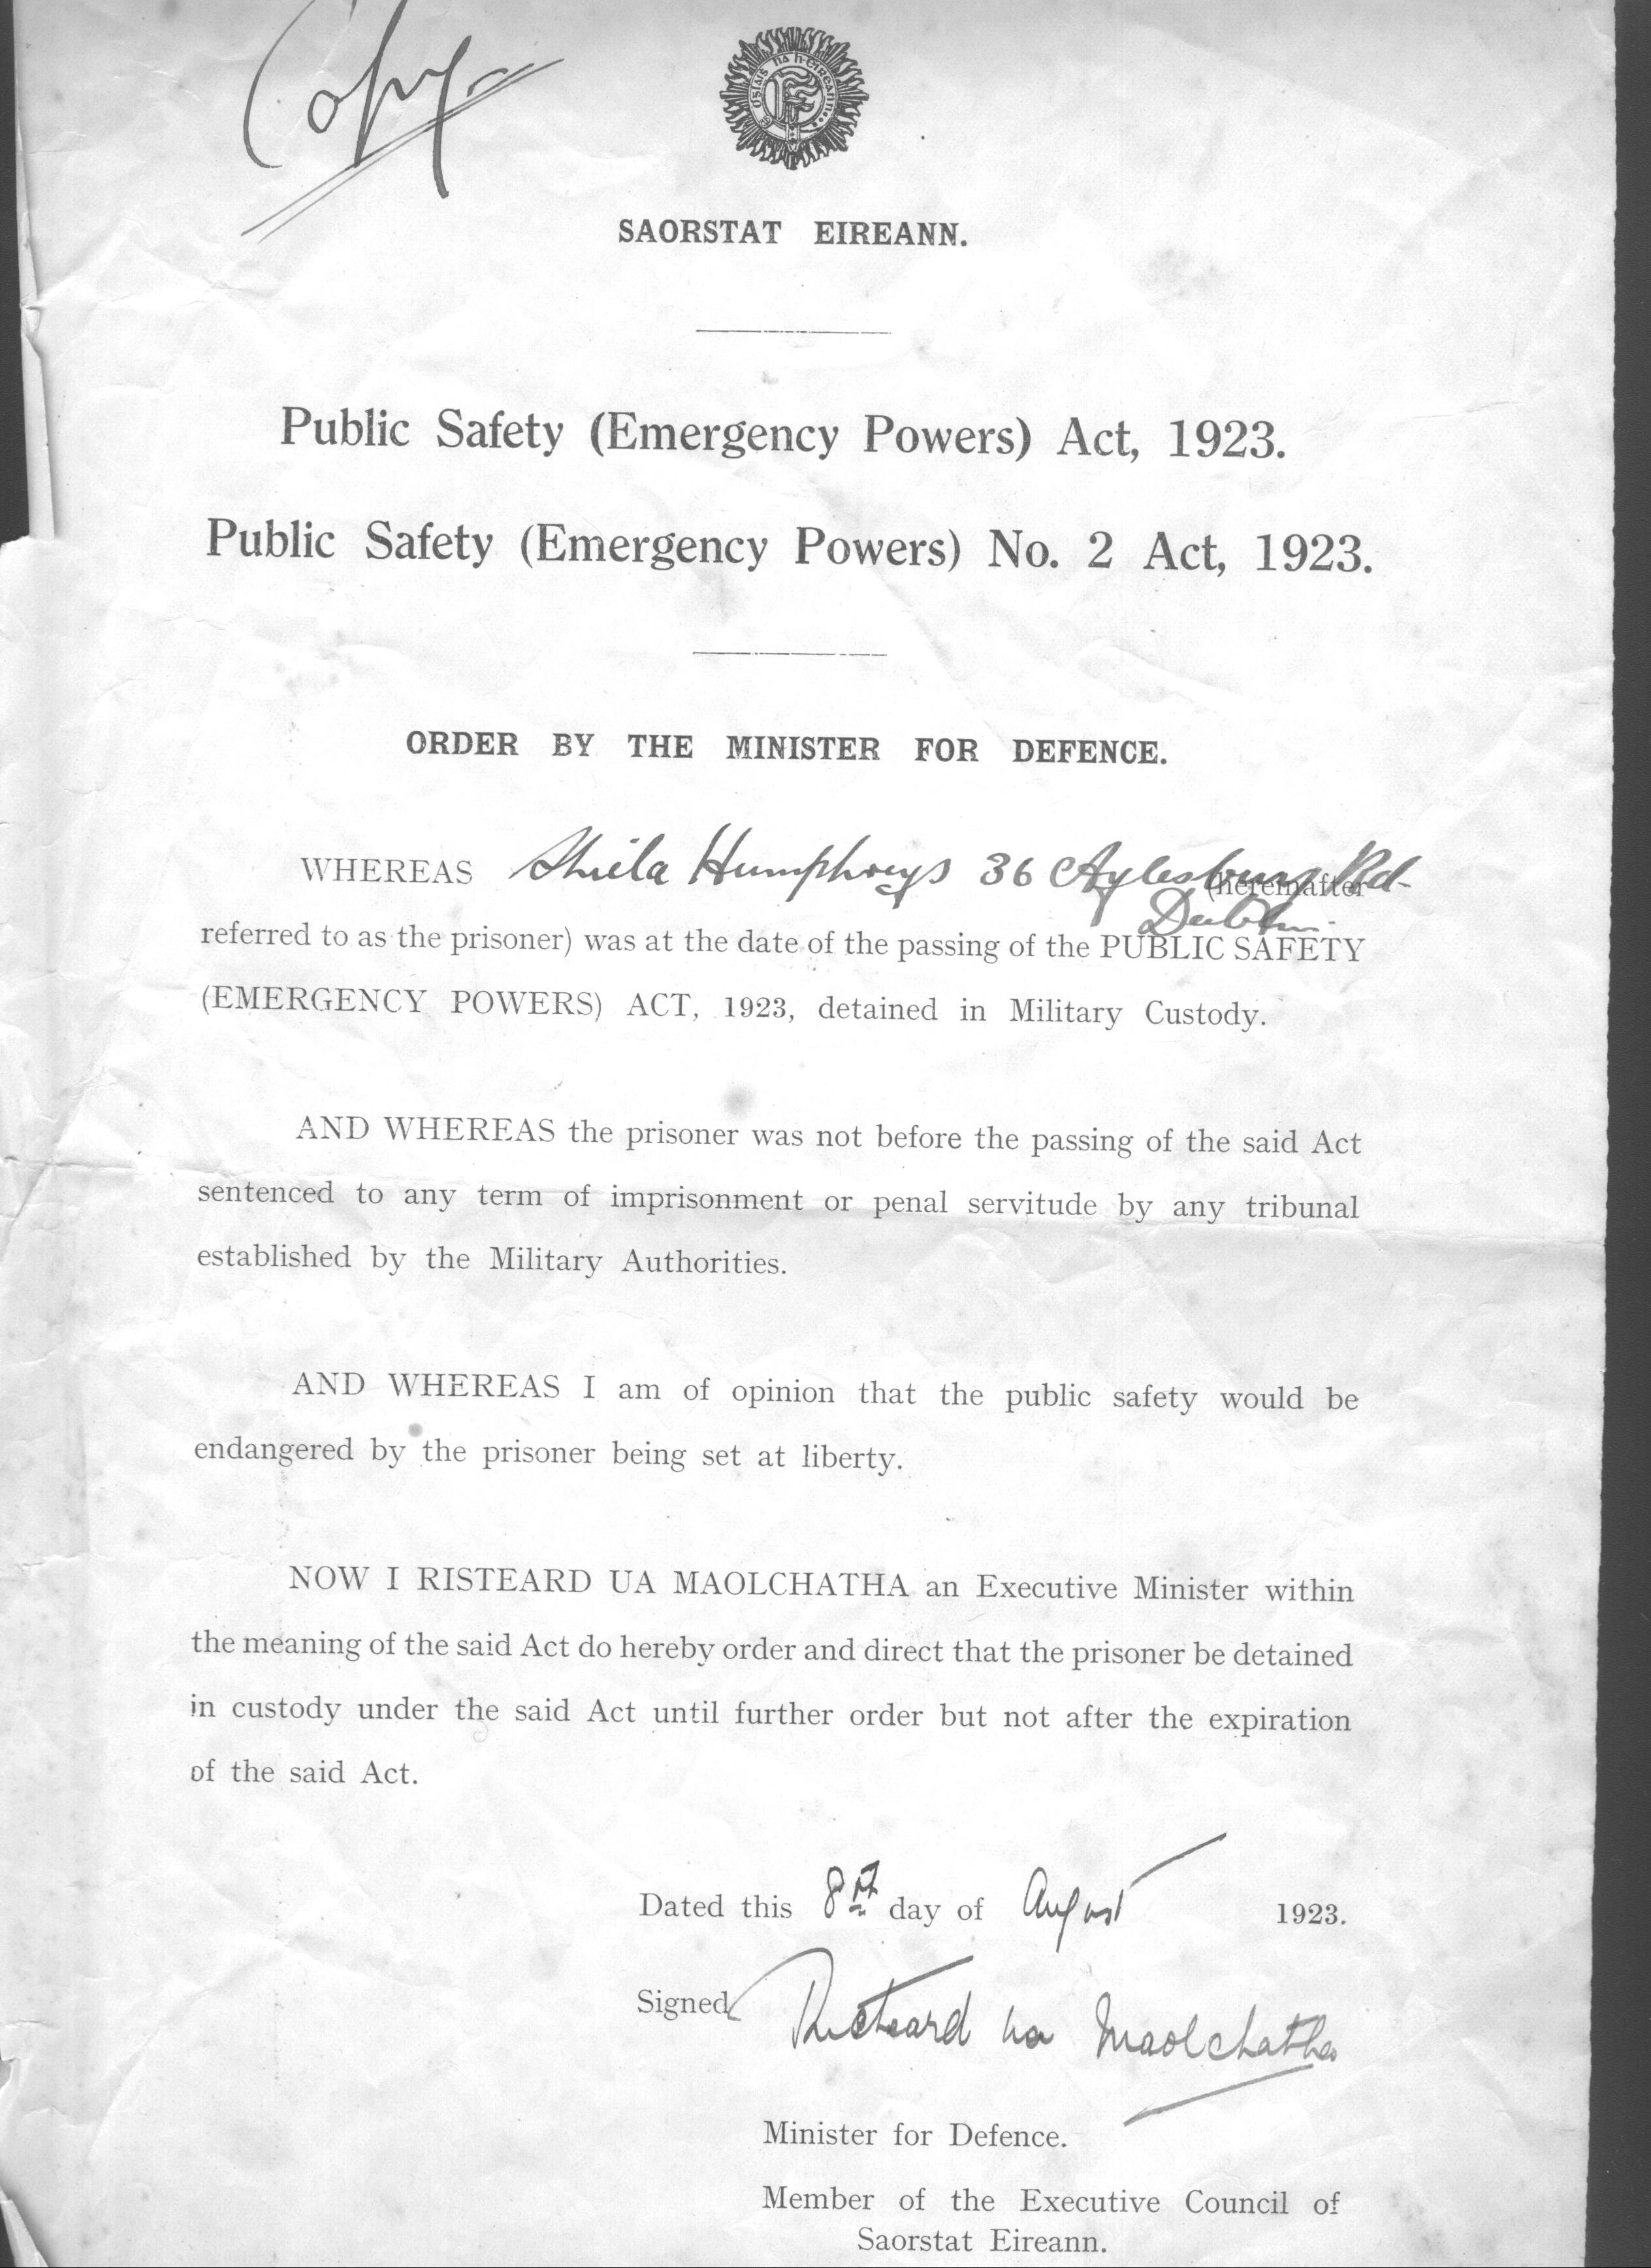 Copy
Óglaiġ na h-Éireann
SAORSTAT EIREANN.
Public Safety (Emergency Powers) Act, 1923.
Public Safety (Emergency Powers) No. 2 Act, 1923.
ORDER BY THE MINISTER FOR DEFENCE.
WHEREAS Sheila Humphreys 36 Aylesbury Rd. (hereinafter
Dublin
referred to as the prisoner) was at the date of the passing of the PUBLIC SAFETY
(EMERGENCY POWERS) ACT, 1923, detained in Military Custody.
AND WHEREAS the prisoner was not before the passing of the said Act
sentenced to any term of imprisonment or penal servitude by any tribunal
established by the Military Authorities.
AND WHEREAS I am of opinion that the public safety would be
endangered by the prisoner being set at liberty.
NOW I RISTEARD UA MAOLCHATHA an Executive Minister within
the meaning of the said Act do hereby order and direct that the prisoner be detained
in custody under the said Act until further order but not after the expiration
of the said Act.
Dated this 8th day of August 1923.
Signed Risteard Ua Maolchatha
Minister for Defence.
Member of the Executive Council of
Saorstat Eireann.